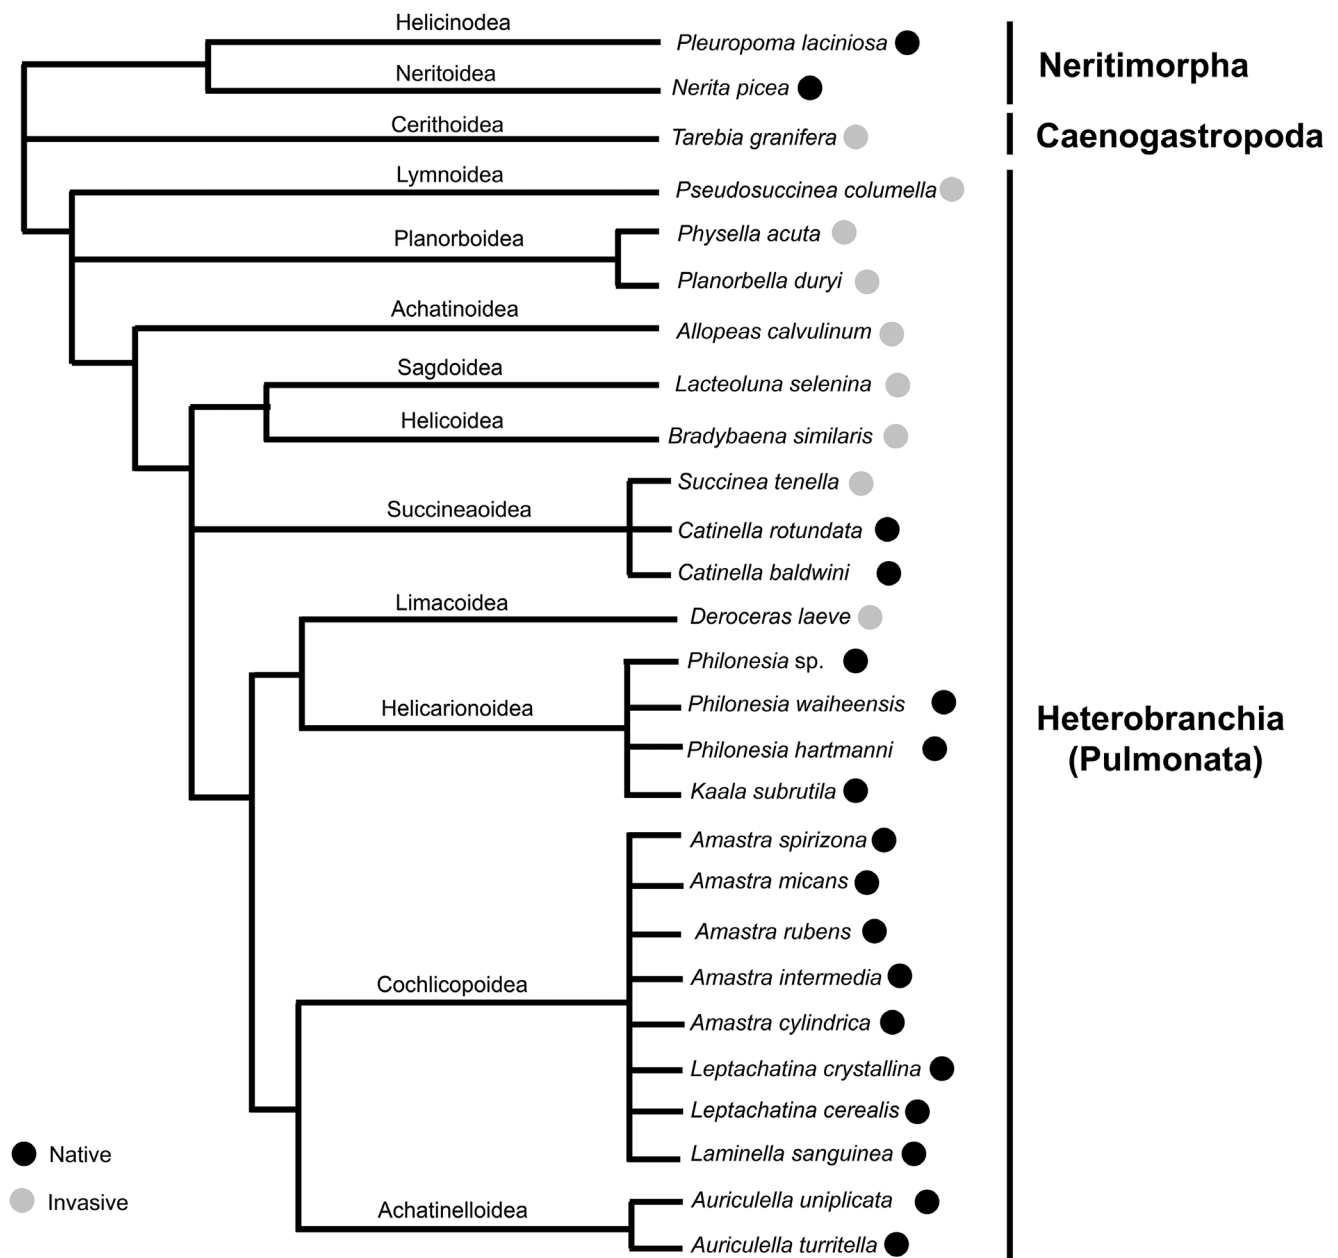 Helicinodea
Pleuropoma laciniosa
Neritimorpha
Neritoidea
Nerita picea
Cerithoidea
Tarebia granifera
Caenogastropoda
Lymnoidea
Pseudosuccinea columella
Planorboidea
Physella acuta
Planorbella duryi
Achatinoidea
Allopeas calvulinum
Sagdoidea
Lacteoluna selenina
Helicoidea
Bradybaena similaris
Succinea tenella
Succineaoidea
Catinella rotundata
Catinella baldwini
Limacoidea
Deroceras laeve
Philonesia sp.
Helicarionoidea
Philonesia waiheensis
Heterobranchia
(Pulmonata)
Philonesia hartmanni
Kaala subrutila
Amastra spirizona
Amastra micans
Amastra rubens
Amastra intermedia
Cochlicopoidea
Amastra cylindrica
Leptachatina crystallina
Leptachatina cerealis
Laminella sanguinea
Native
Auriculella uniplicata
Invasive
Achatinelloidea
Auriculella turritella